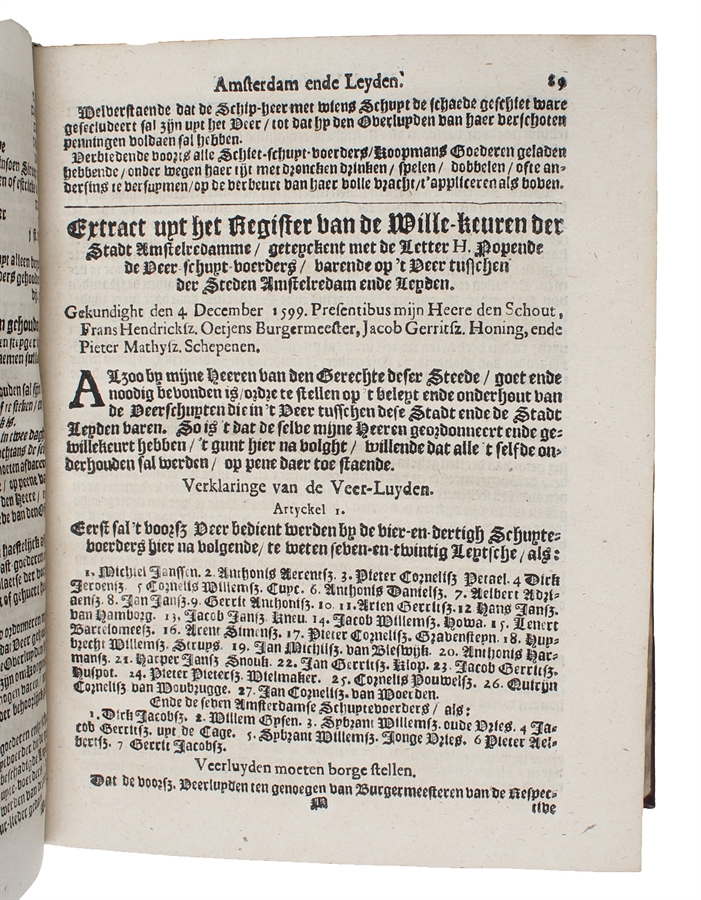 Amsterdam ende Leyden. 89
Welverstaende dat de Schip-heer met wiens Schuyt de schaede geschiet ware
gesecludeert sal zijn uyt het Veer / tot dat hy den Overluyden van haer verschoten
penningen voldaen sal hebben.
Verbiedende voorts alle Schiet-schuyt-voerders / Koopmans Goederen geladen
hebbende / onder wegen haer tijt met droncken drinken / spelen / dobbelen / ofte an-
dersins te versuymen / op de verbeurt van haer volle vracht / t'appliceren als boven.
Extract uyt het Register van de Wille-keuren der
Stadt Amstelredamme / geteyckent met de Letter H. Nopende
de Veer-schuyt-voerders / varende op 't Veer tusschen
der Steden Amstelredam ende Leyden.
Gekundight den 4 December 1599. Presentibus mijn Heere den Schout,
Frans Hendricksz. Oetjens Burgermeester, Jacob Gerritsz. Honing, ende
Pieter Mathysz. Schepenen.
ALzoo by mijne Heeren van den Gerechte deser Steede / goet ende
noodig bevonden is / ordre te stellen op 't beleyt ende onderhout van
de Veerschuyten die in 't Veer tusschen dese Stadt ende de Stadt
Leyden varen. So is 't dat de selve mijne Heeren geordonneert ende ge-
willekeurt hebben / 't gunt hier na volght / willende dat alle 't selfde on-
derhouden sal werden / op pene daer toe staende.
Verklaringe van de Veer-Luyden.
Artyckel 1.
Eerst sal 't voorsz Veer bedient werden by de vier-en-dertigh Schuyte-
voerders hier na volgende / te weten seven-en-twintig Leytsche / als:
1. Michiel Janssen. 2. Anthonis Aerentsz. 3. Pieter Cornelisz Petael. 4 Dirk
Jeroensz. 5 Cornelis Willemsz. Cuyc. 6. Anthonis Danielsz. 7. Aelbert Adri-
aensz. 8. Jan Jansz. 9. Gerrit Anthonisz. 10. 11. Arien Gerritsz. 12 Hans Jansz.
van Hamborg. 13. Jacob Jansz. Kneu. 14. Jacob Willemsz. Howa. 15. Lenert
Bartelomeesz. 16. Arent Simensz. 17. Pieter Cornelisz. Gravensteyn. 18. Huy-
brecht Willemsz. Struys. 19. Jan Michilsz. van Bleswijk. 20. Anthonis Har-
mansz. 21. Harper Jansz Snouk. 22. Jan Gerritsz. Klop. 23. Jacob Gerritsz.
Huspot. 24. Pieter Pietersz. Wielmaker. 25. Cornelis Pouwelsz. 26. Quiryn
Cornelisz van Woubrugge. 27. Jan Cornelisz. van Woerden.
Ende de seven Amsterdamse Schuytevoerders / als:
1. Dirk Jacobsz. 2. Willem Gysen. 3. Sybrant Willemsz. oude Vries. 4 Ja-
cob Gerritsz. uyt de Cage. 5. Sybrant Willemsz. Jonge Vries. 6 Pieter Ael-
bertsz. 7 Gerrit Jacobsz.
Veerluyden moeten borge stellen.
Dat de voorsz. Veerluyden ten genoegen van Burgermeesteren van de Respec-
M tive